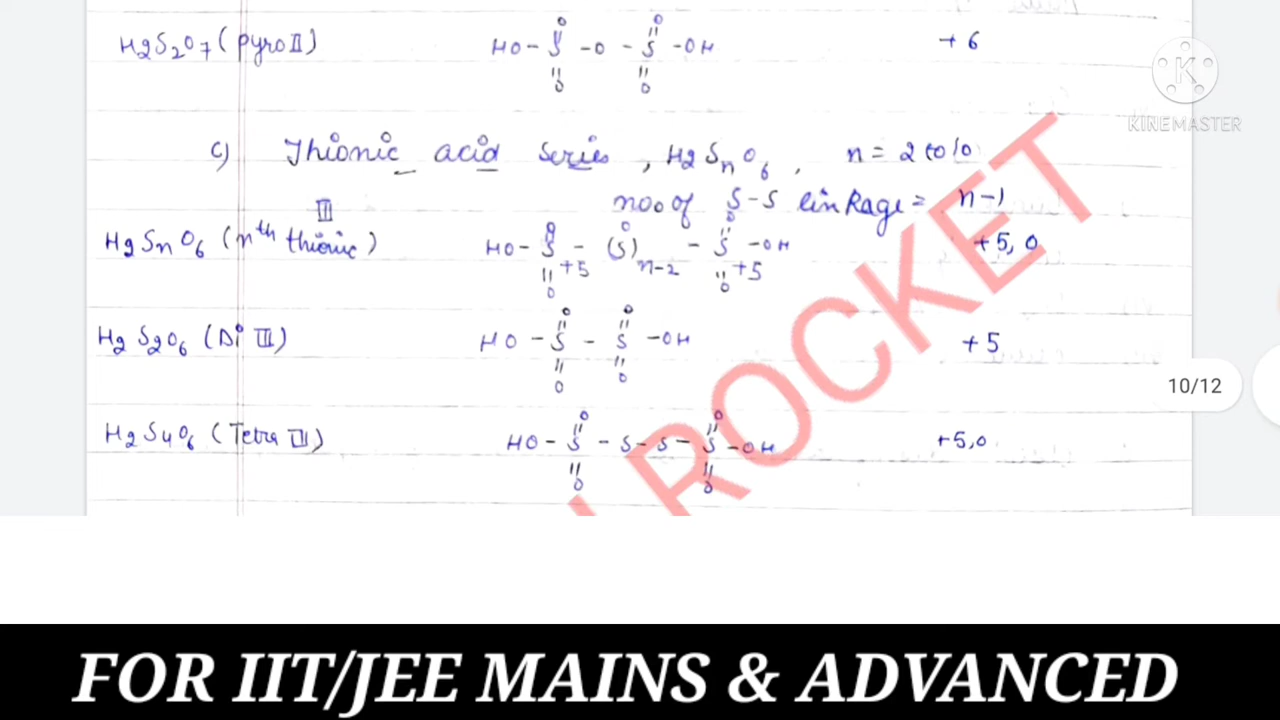 H2S2O7 (pyro II) HO-S-O-S-OH +6
O O
O O
KINEMASTER
c) Thionic acid series, H2SnO6, n = 2 to 10
no. of S-S linkage = n-1
III
H2SnO6 (nth thionic) HO-S-(S)n-2-S-OH +5, 0
O O O
+5 0 +5
O O
H2S2O6 (Di III) HO-S-S-OH +5
O O
O O
10/12
H2S4O6 (Tetra III) HO-S-S-S-S-OH +5,0
O O
O O
ROCKET
FOR IIT/JEE MAINS & ADVANCED